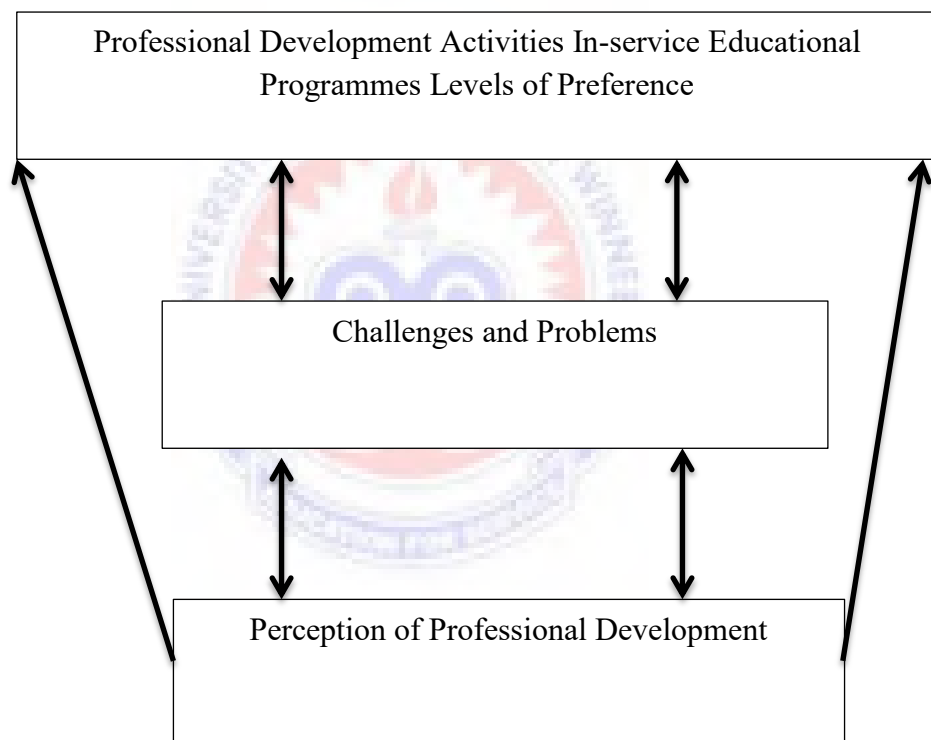 Professional Development Activities In-service Educational
Programmes Levels of Preference
Challenges and Problems
Perception of Professional Development